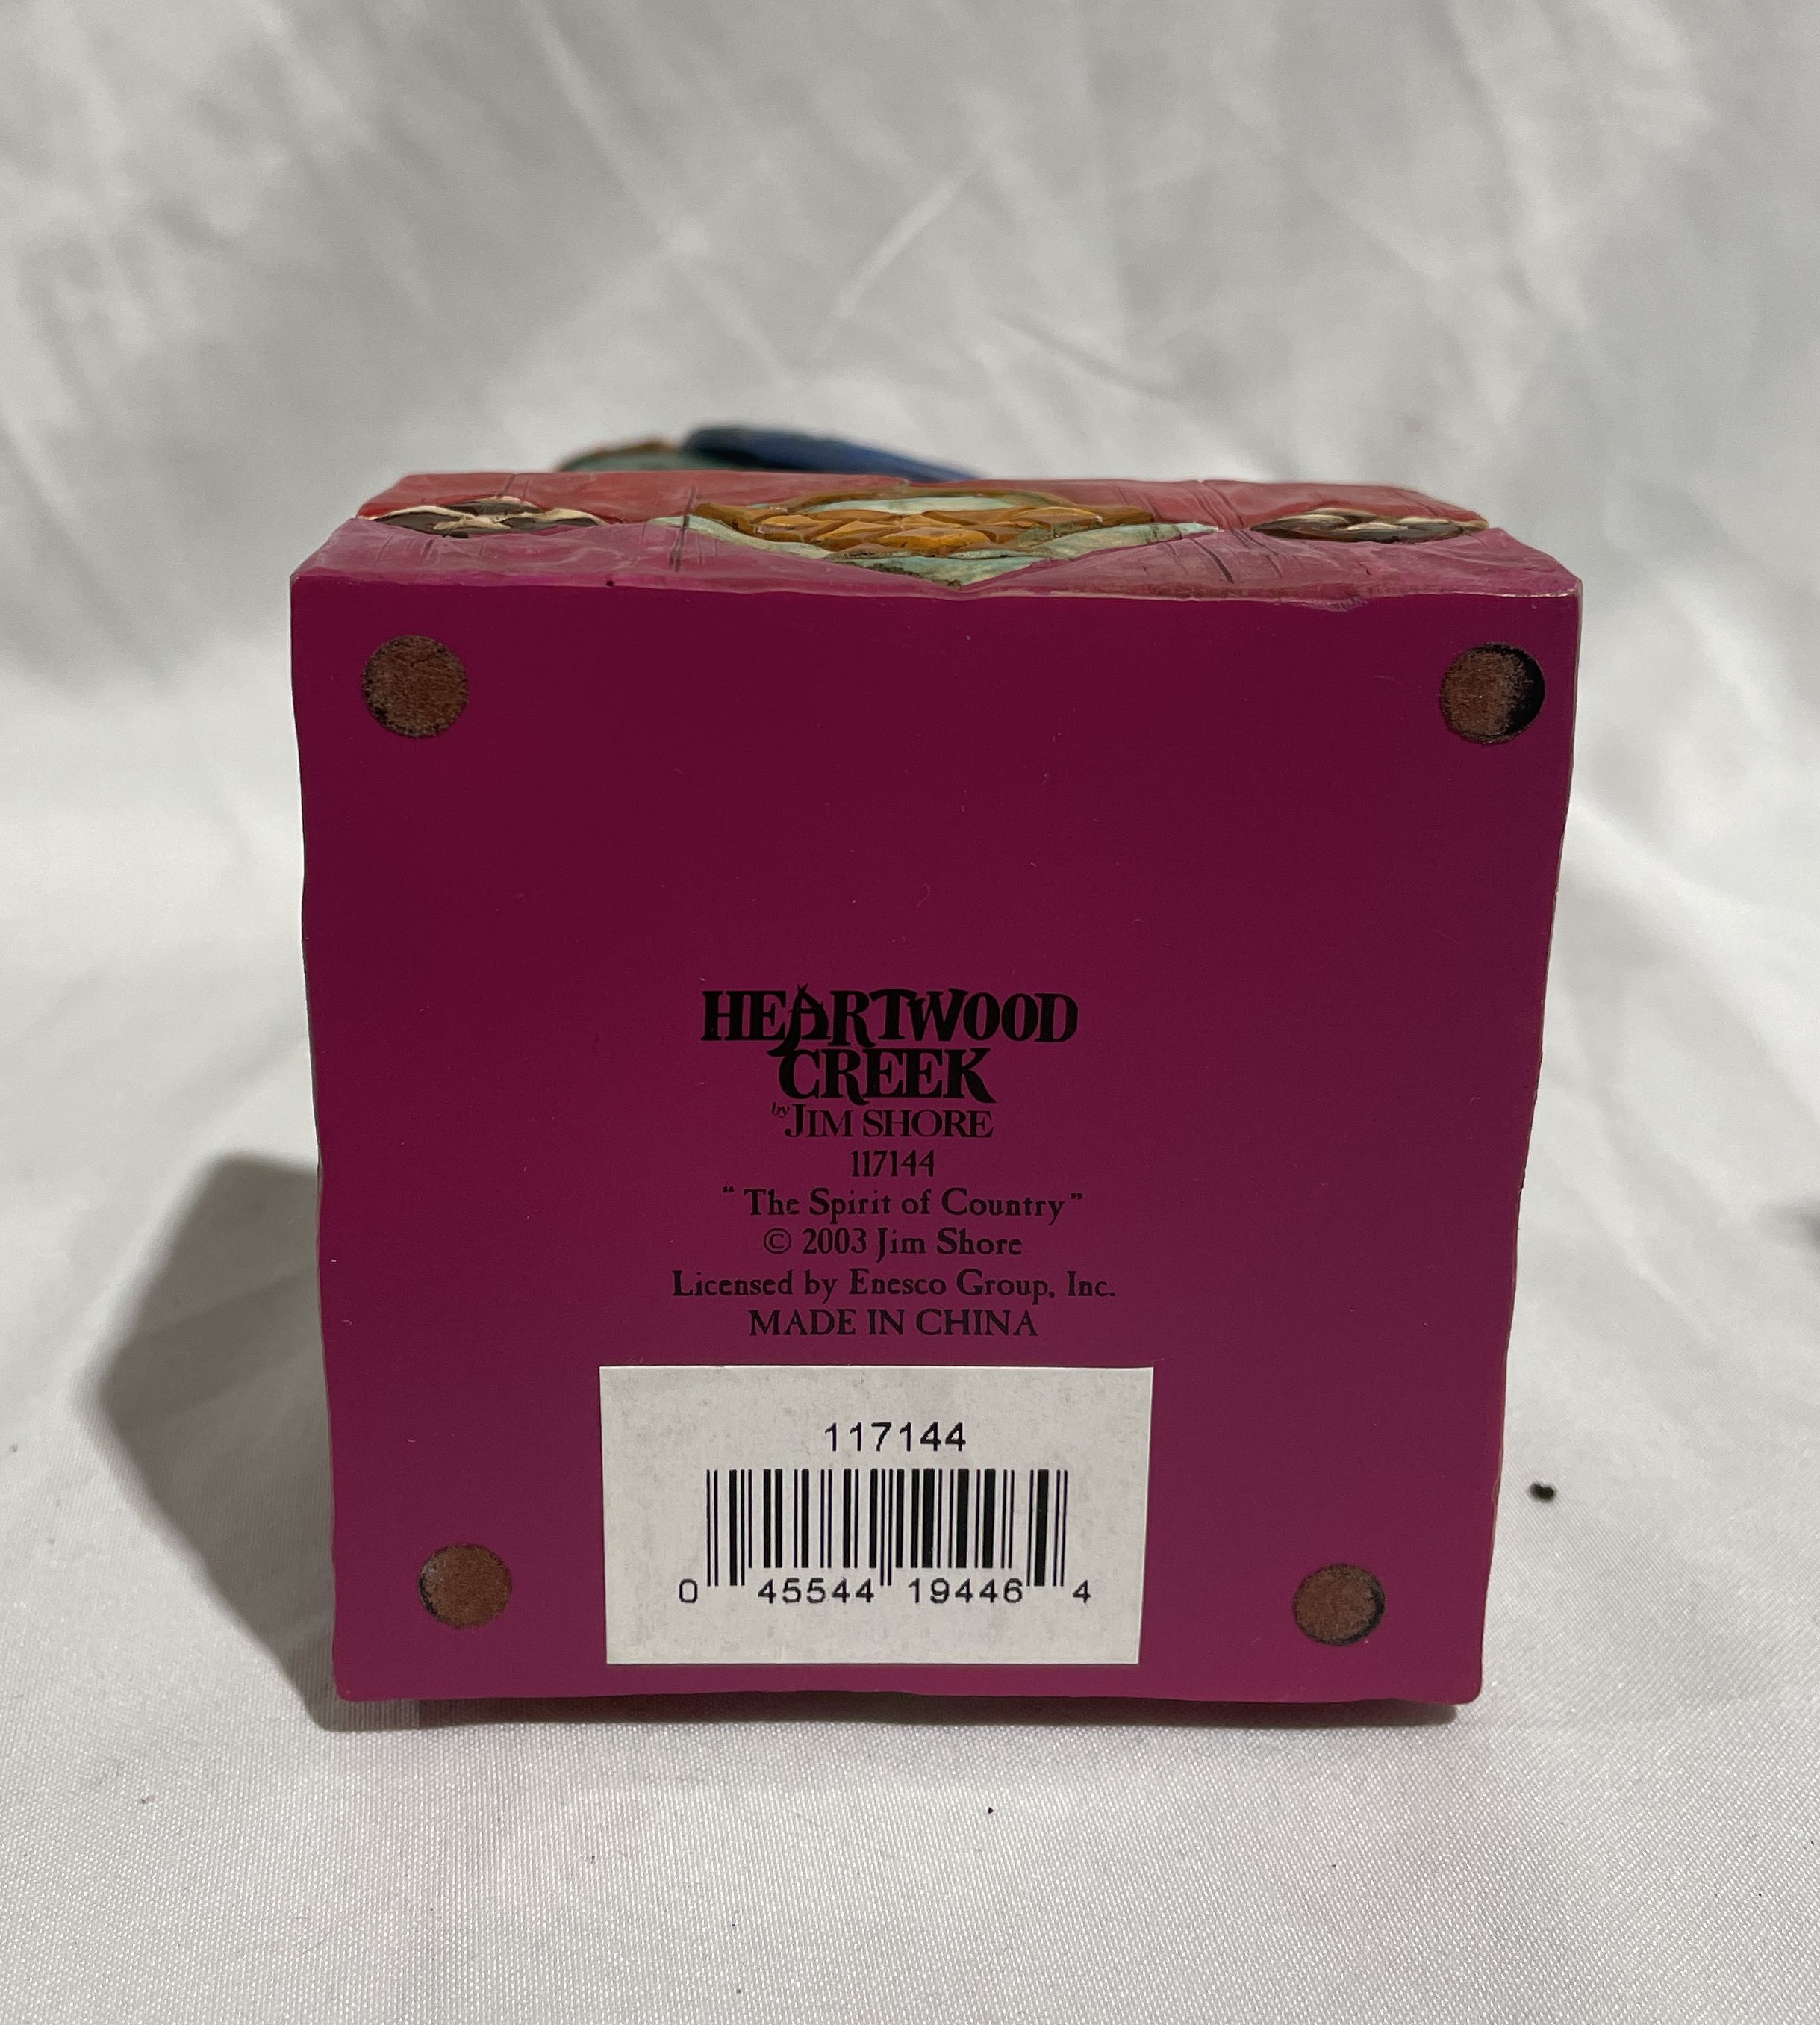 HEARTWOOD
CREEK
by JIM SHORE
117144
"The Spirit of Country"
© 2003 Jim Shore
Licensed by Enesco Group, Inc.
MADE IN CHINA
117144
0 45544 19446 4